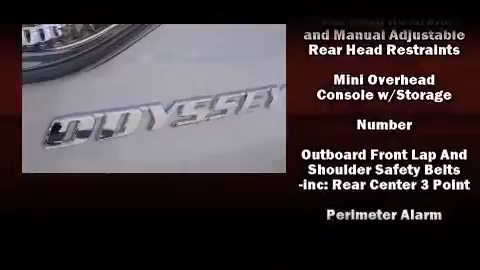 ODYSSEY
and Manual Adjustable
Rear Head Restraints
Mini Overhead
Console w/Storage
Number
Outboard Front Lap And
Shoulder Safety Belts
-inc: Rear Center 3 Point
Perimeter Alarm